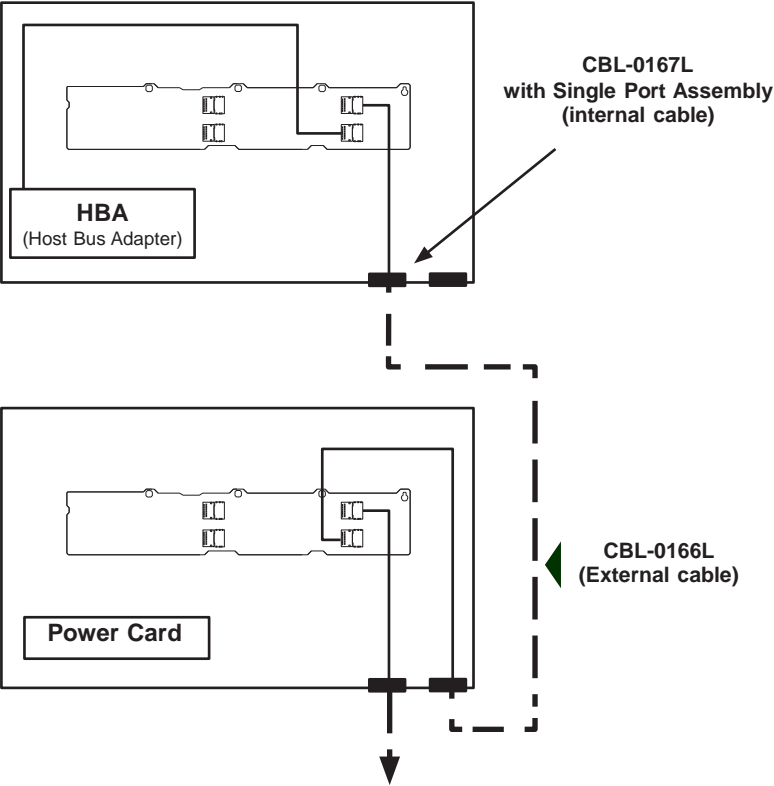 CBL-0167L
with Single Port Assembly
(internal cable)
HBA
(Host Bus Adapter)
CBL-0166L
(External cable)
Power Card